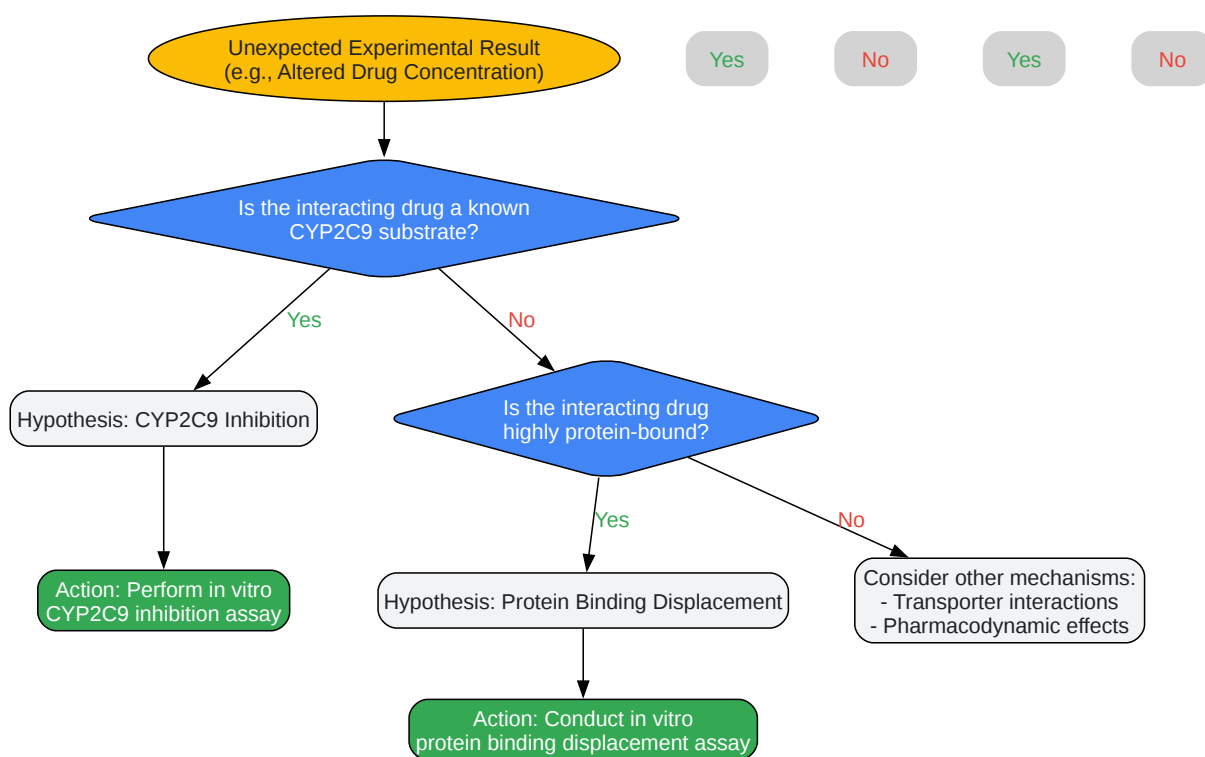 Unexpected Experimental Result
(e.g., Altered Drug Concentration)
Yes
No
Yes
No
Is the interacting drug a known
CYP2C9 substrate?
Yes
No
Hypothesis: CYP2C9 Inhibition
Is the interacting drug
highly protein-bound?
Yes
No
Action: Perform in vitro
CYP2C9 inhibition assay
Hypothesis: Protein Binding Displacement
Consider other mechanisms:
- Transporter interactions
- Pharmacodynamic effects
Action: Conduct in vitro
protein binding displacement assay